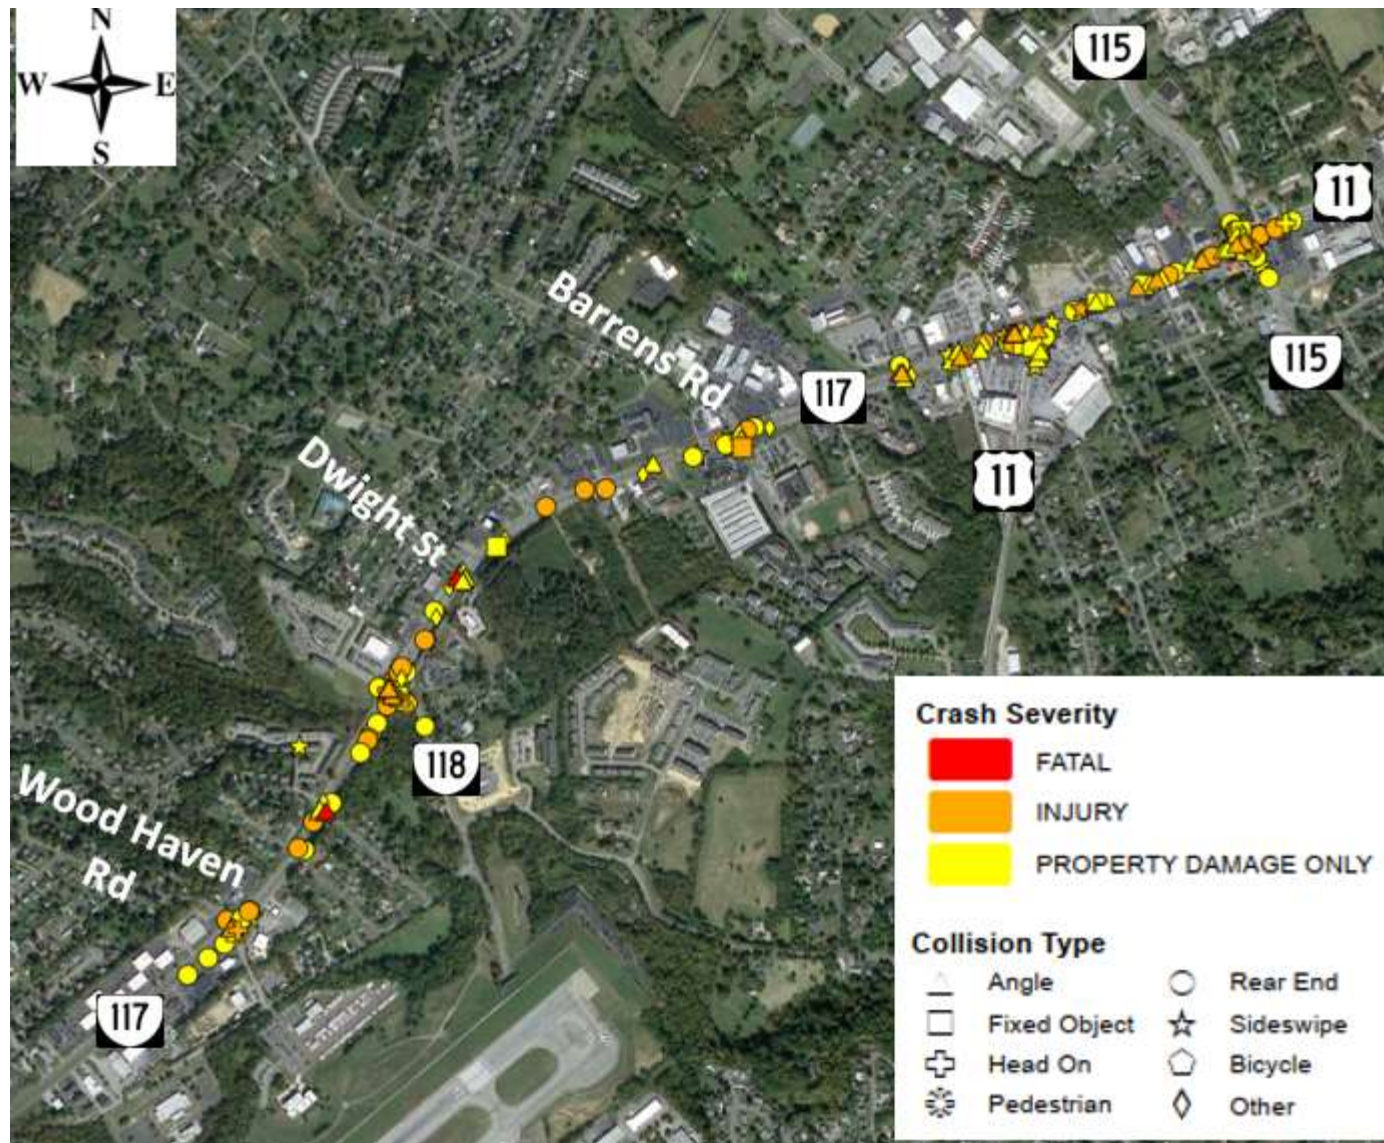 N
W E
S
115
11
Barrens Rd
115
117
Dwight St
11
118
Wood Haven
Rd
117
Crash Severity
FATAL
INJURY
PROPERTY DAMAGE ONLY
Collision Type
Angle
Rear End
Fixed Object
Sideswipe
Head On
Bicycle
Pedestrian
Other